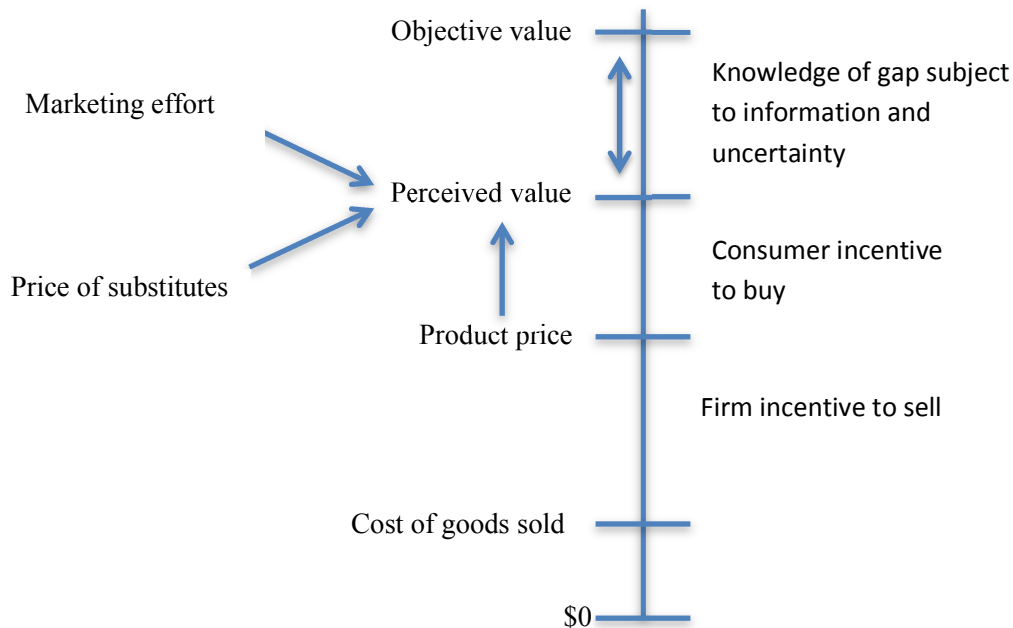 Objective value
Knowledge of gap subject
to information and
uncertainty
Marketing effort
Perceived value
Consumer incentive
to buy
Price of substitutes
Product price
Firm incentive to sell
Cost of goods sold
$0